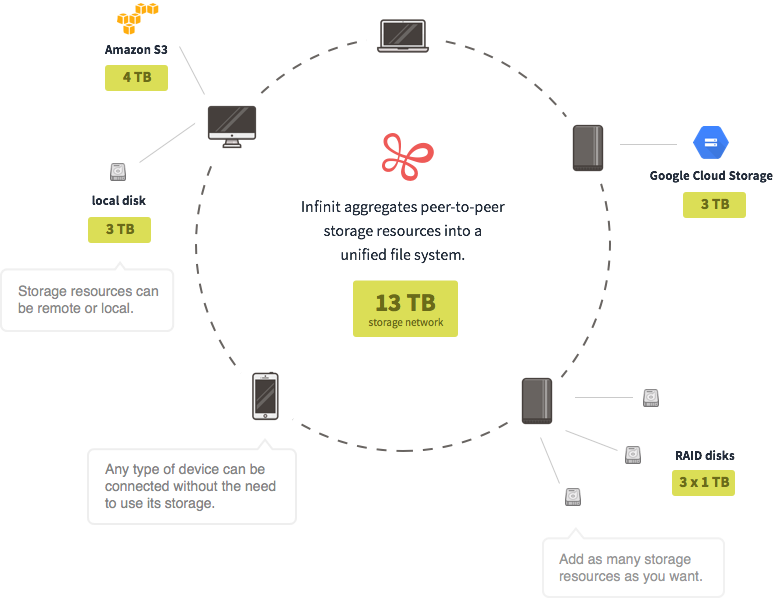 Amazon S3
4 TB
local disk
3 TB
Storage resources can
be remote or local.
Infinit aggregates peer-to-peer
storage resources into a
unified file system.
13 TB
storage network
Google Cloud Storage
3 TB
Any type of device can be
connected without the need
to use its storage.
RAID disks
3 x 1 TB
Add as many storage
resources as you want.